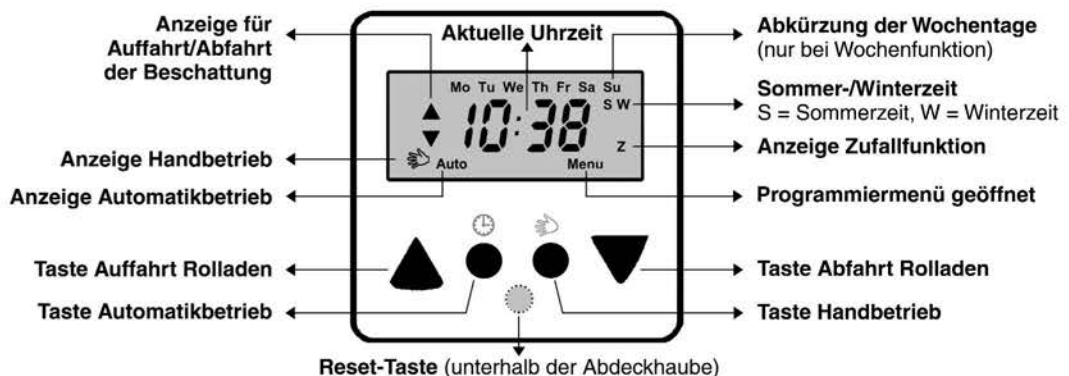 Anzeige für
Auffahrt/Abfahrt
der Beschattung
Anzeige Handbetrieb
Anzeige Automatikbetrieb
Taste Auffahrt Rolladen
Taste Automatikbetrieb
Aktuelle Uhrzeit
Mo Tu We Th Fr Sa Su
S W
10:38
Z
Auto
Menu
Abkürzung der Wochentage
(nur bei Wochenfunktion)
Sommer-/Winterzeit
S = Sommerzeit, W = Winterzeit
Anzeige Zufallfunktion
Programmiermenü geöffnet
Taste Abfahrt Rolladen
Taste Handbetrieb
Reset-Taste (unterhalb der Abdeckhaube)